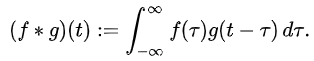 (f ∗ g)(t) := ∫_{−∞}^{∞} f(τ)g(t − τ) dτ.